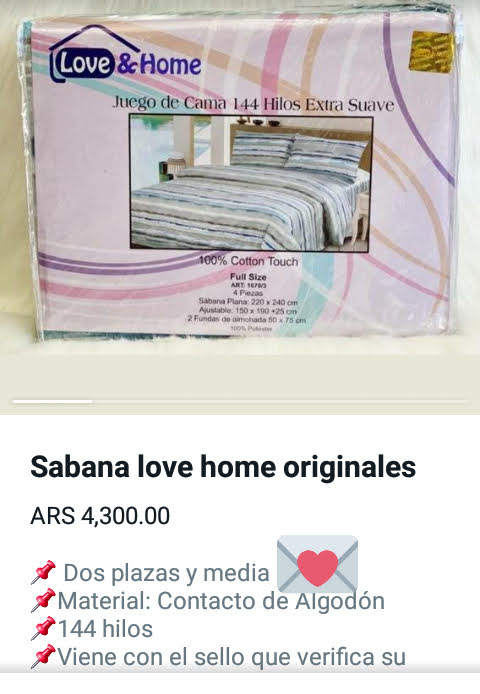 Love & Home
Juego de Cama 144 Hilos Extra Suave
100% Cotton Touch
Full Size
ART: 1079/3
4 Piezas
Sábana Plana: 220 x 240 cm
Ajustable: 150 x 190 +25 cm
2 Fundas de almohada 50 x 75 cm
100% Poliéster
Sabana love home originales
ARS 4,300.00
📌 Dos plazas y media 💌
📌Material: Contacto de Algodón
📌144 hilos
📌Viene con el sello que verifica su